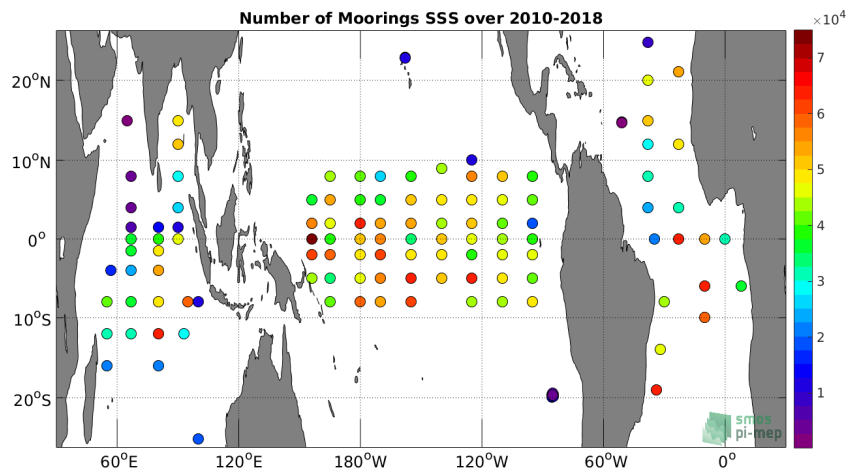 Number of Moorings SSS over 2010-2018
×10⁴
20°N
10°N
0°
10°S
20°S
60°E
120°E
180°W
120°W
60°W
0°
7
6
5
4
3
2
1
smos
pi-mep